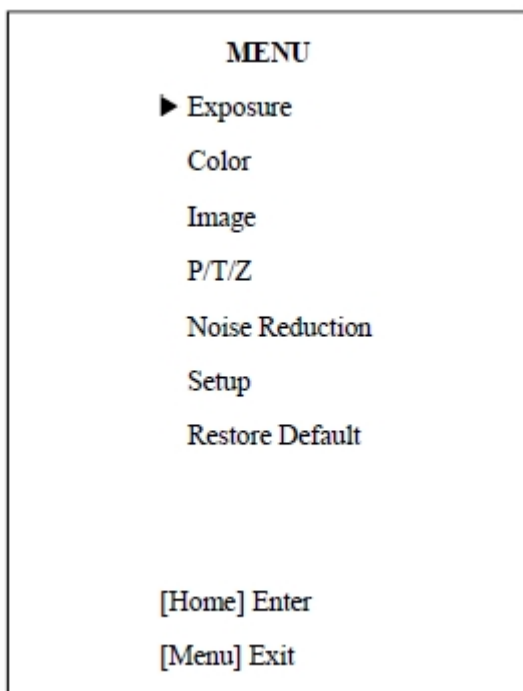 MENU
▶ Exposure
Color
Image
P/T/Z
Noise Reduction
Setup
Restore Default
[Home] Enter
[Menu] Exit